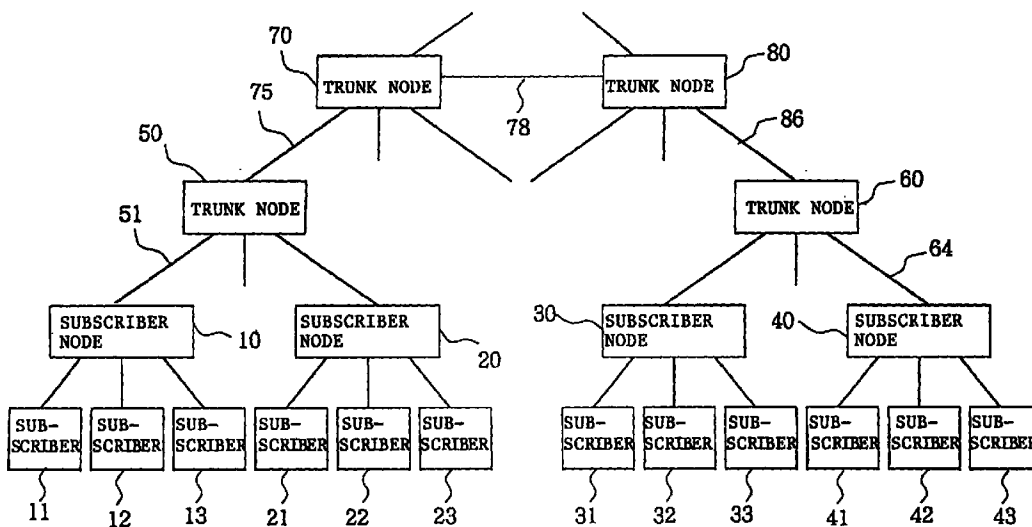 70
80
TRUNK NODE
TRUNK NODE
75
78
86
50
60
TRUNK NODE
TRUNK NODE
51
64
SUBSCRIBER
NODE
10
SUBSCRIBER
NODE
20
30
SUBSCRIBER
NODE
40
SUBSCRIBER
NODE
SUB-
SCRIBER
SUB-
SCRIBER
SUB-
SCRIBER
SUB-
SCRIBER
SUB-
SCRIBER
SUB-
SCRIBER
SUB-
SCRIBER
SUB-
SCRIBER
SUB-
SCRIBER
SUB-
SCRIBER
SUB-
SCRIBER
SUB-
SCRIBER
11
12
13
21
22
23
31
32
33
41
42
43